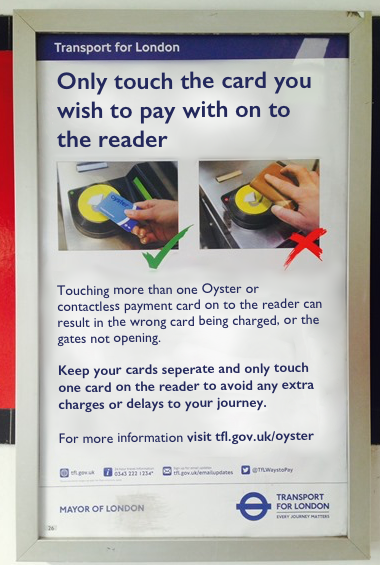 Transport for London
Only touch the card you
wish to pay with on to
the reader
Oyster
Touching more than one Oyster or
contactless payment card on to the reader can
result in the wrong card being charged, or the
gates not opening.
Keep your cards seperate and only touch
one card on the reader to avoid any extra
charges or delays to your journey.
For more information visit tfl.gov.uk/oyster
tfl.gov.uk
0343 222 1234*
tfl.gov.uk/emailupdates
@TfLWaystoPay
MAYOR OF LONDON
TRANSPORT
FOR LONDON
EVERY JOURNEY MATTERS
26